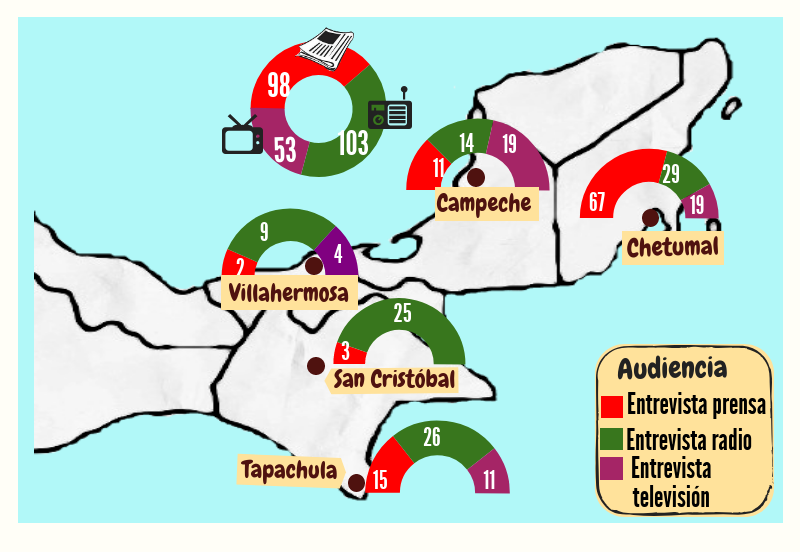 98
53
103
11
14
19
Campeche
67
29
19
Chetumal
2
9
4
Villahermosa
3
25
San Cristóbal
15
26
11
Tapachula
Audiencia
Entrevista prensa
Entrevista radio
Entrevista
televisión